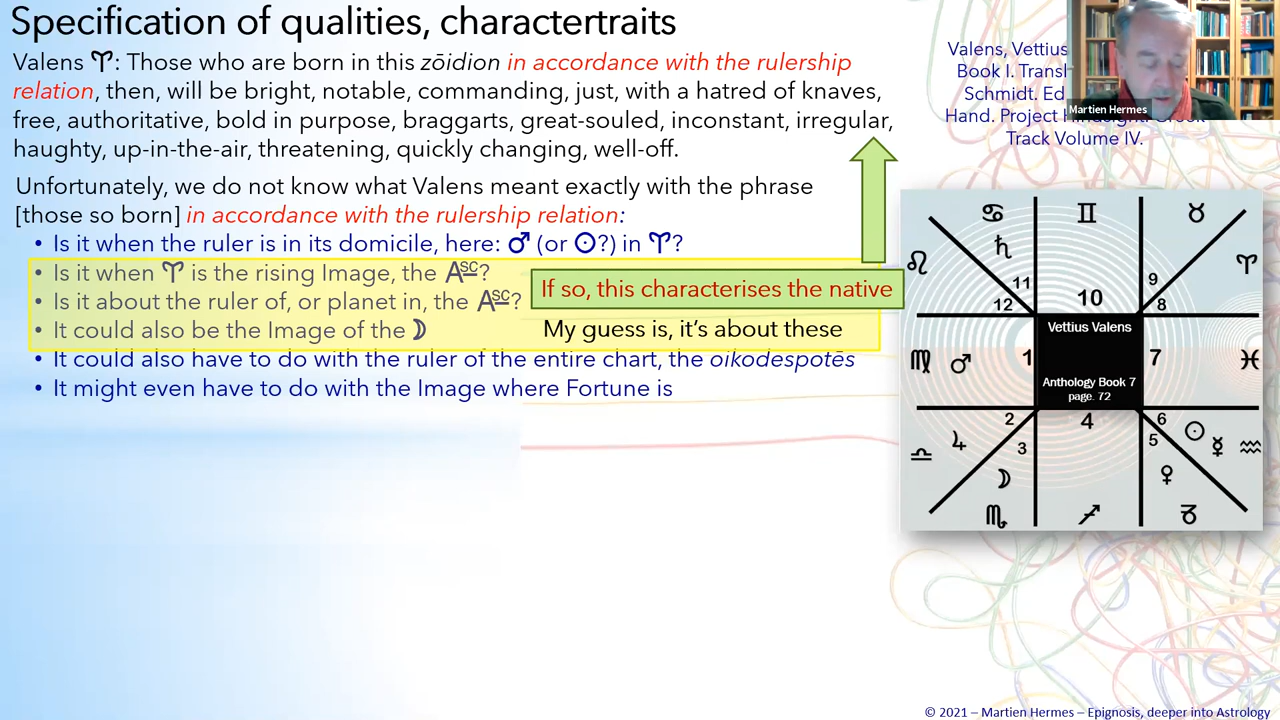 Specification of qualities, charactertraits
Valens ♈: Those who are born in this zōidion in accordance with the rulership
relation, then, will be bright, notable, commanding, just, with a hatred of knaves,
free, authoritative, bold in purpose, braggarts, great-souled, inconstant, irregular,
haughty, up-in-the-air, threatening, quickly changing, well-off.
Unfortunately, we do not know what Valens meant exactly with the phrase
[those so born] in accordance with the rulership relation:
• Is it when the ruler is in its domicile, here: ♂ (or ☉?) in ♈?
• Is it when ♈ is the rising Image, the Asc?
• Is it about the ruler of, or planet in, the Asc?
If so, this characterises the native
• It could also be the Image of the ☽
My guess is, it's about these
• It could also have to do with the ruler of the entire chart, the oikodespotēs
• It might even have to do with the Image where Fortune is
Valens, Vettius
Book I. Transl
Schmidt. Ed
Hand. Project Greek
Track Volume IV.
Martien Hermes
♋ ♊ ♉
♌ ♄ ♈
11 9
12 10 8
Vettius Valens
♍ ♂ 1 7 ♓
Anthology Book 7
page. 72
2 4 6
♎ ♃ 3 5 ☉ ☿ ♒
☽ ♀
♏ ♐ ♑
© 2021 – Martien Hermes – Epignosis, deeper into Astrology